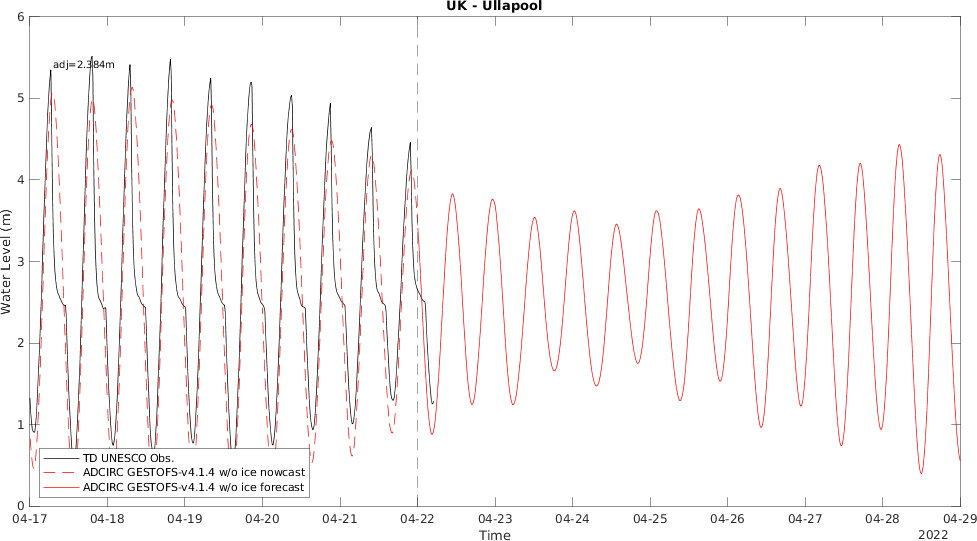 UK - Ullapool
6
5
4
3
2
1
0
Water Level (m)
adj=2.384m
TD UNESCO Obs.
ADCIRC GESTOFS-v4.1.4 w/o ice nowcast
ADCIRC GESTOFS-v4.1.4 w/o ice forecast
04-17 04-18 04-19 04-20 04-21 04-22 04-23 04-24 04-25 04-26 04-27 04-28 04-29
Time
2022